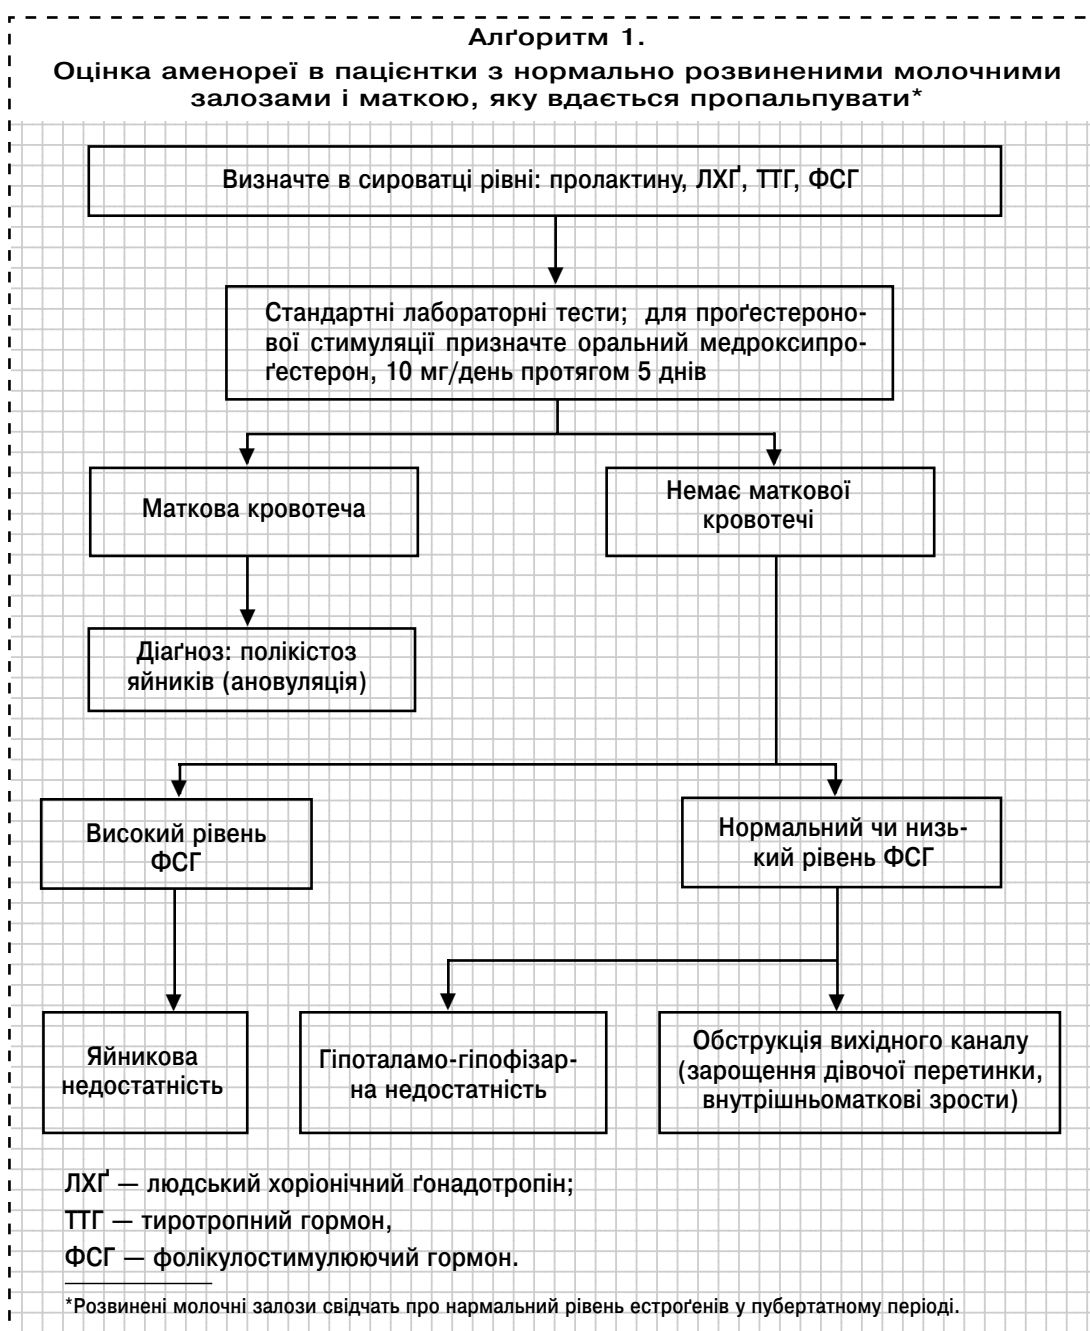 Алґоритм 1.
Оцінка аменореї в пацієнтки з нормально розвиненими молочними
залозами і маткою, яку вдається пропальпувати*
Визначте в сироватці рівні: пролактину, ЛХҐ, ТТГ, ФСГ
Стандартні лабораторні тести; для проґестероно-
вої стимуляції призначте оральний медроксипро-
ґестерон, 10 мг/день протягом 5 днів
Маткова кровотеча
Немає маткової
кровотечі
Діаґноз: полікістоз
яйників (ановуляція)
Високий рівень
ФСГ
Нормальний чи низь-
кий рівень ФСГ
Яйникова
недостатність
Гіпоталамо-гіпофізар-
на недостатність
Обструкція вихідного каналу
(зарощення дівочої перетинки,
внутрішньоматкові зрости)
ЛХҐ — людський хоріонічний ґонадотропін;
ТТГ — тиротропний гормон,
ФСГ — фолікулостимулюючий гормон.
*Розвинені молочні залози свідчать про нармальний рівень естроґенів у пубертатному періоді.